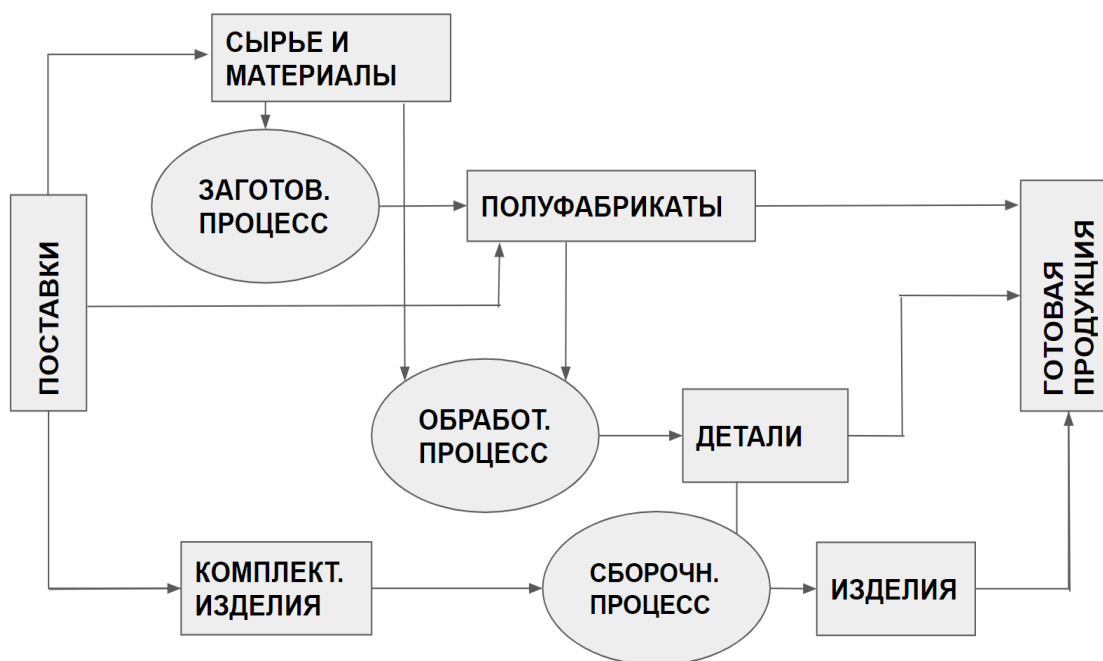 СЫРЬЕ И
МАТЕРИАЛЫ
ЗАГОТОВ.
ПРОЦЕСС
ПОЛУФАБРИКАТЫ
ПОСТАВКИ
ГОТОВАЯ
ПРОДУКЦИЯ
ОБРАБОТ.
ПРОЦЕСС
ДЕТАЛИ
КОМПЛЕКТ.
ИЗДЕЛИЯ
СБОРОЧН.
ПРОЦЕСС
ИЗДЕЛИЯ